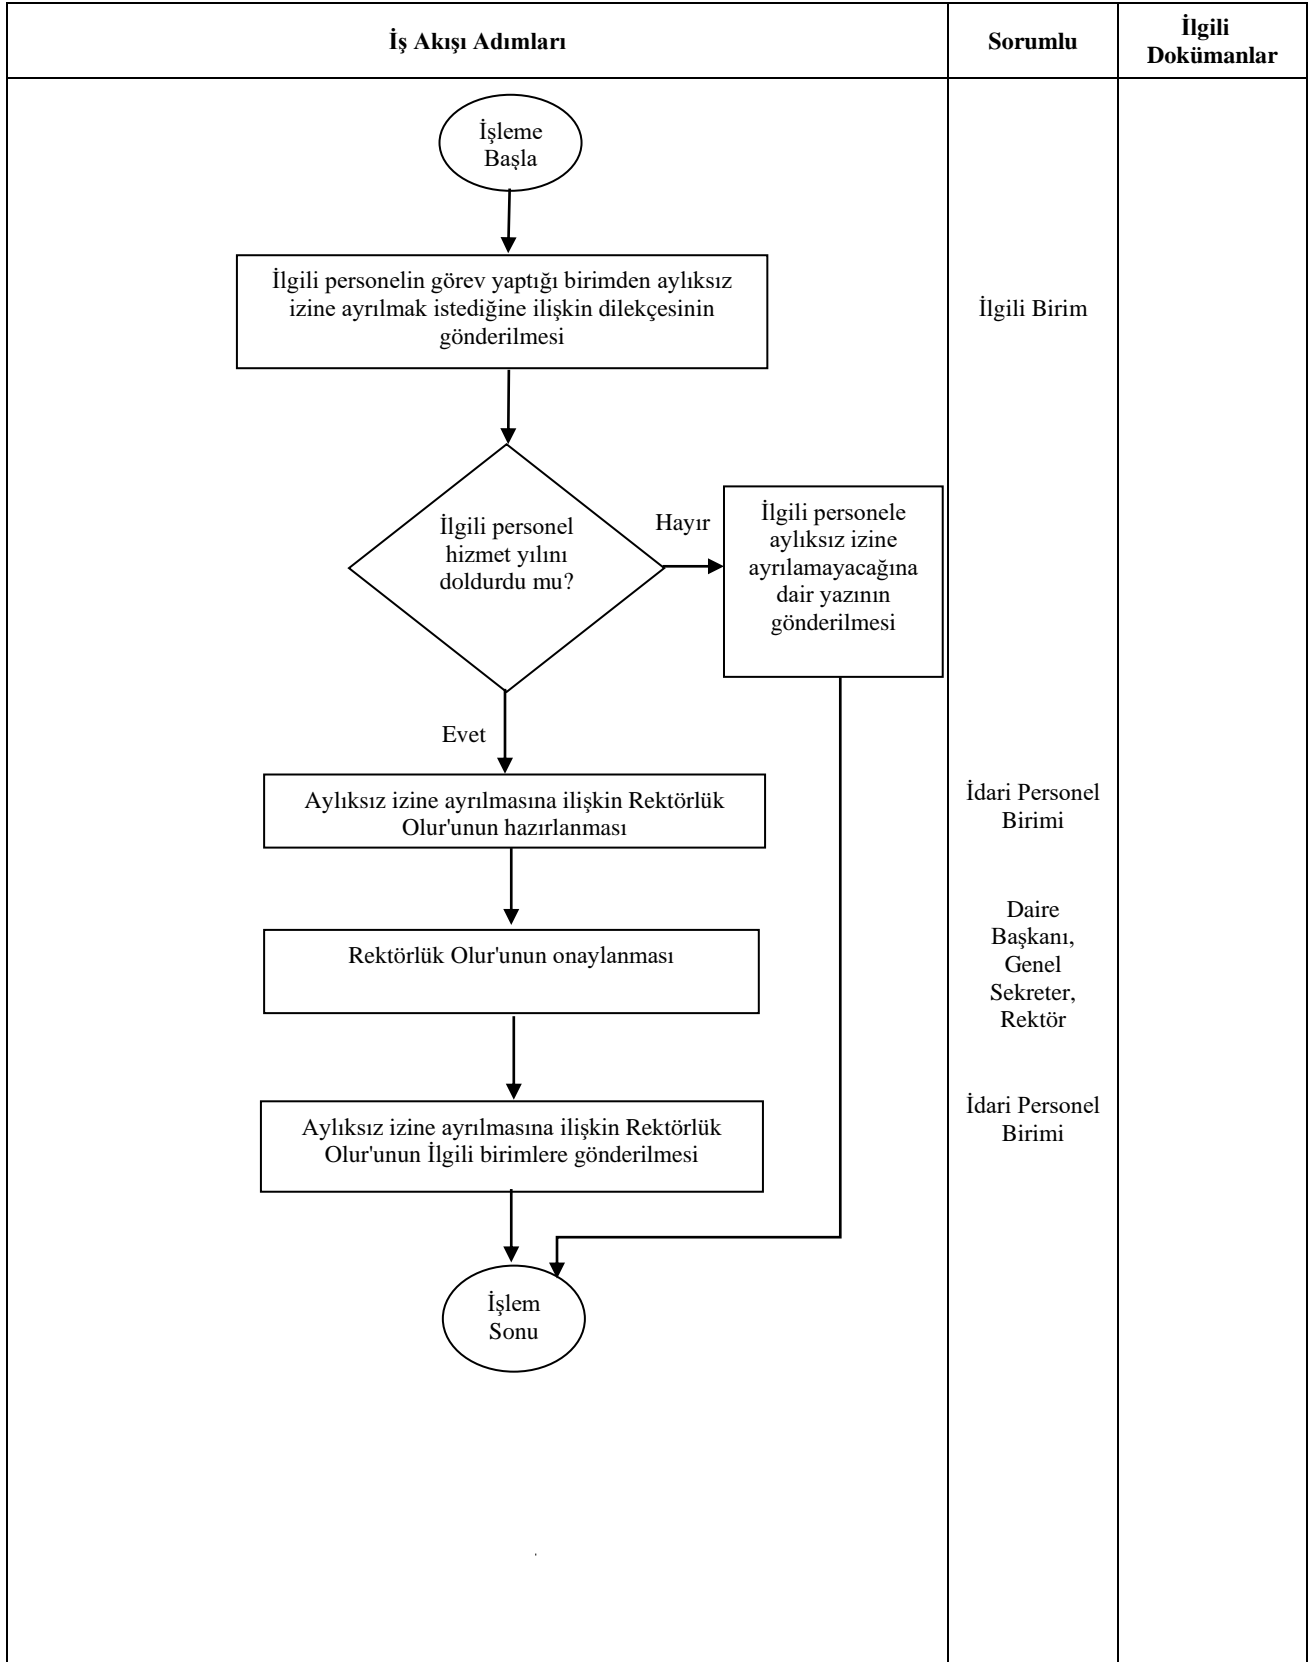 İş Akışı Adımları
Sorumlu
İlgili
Dokümanlar
İşleme
Başla
İlgili personelin görev yaptığı birimden aylıksız
izine ayrılmak istediğine ilişkin dilekçesinin
gönderilmesi
İlgili Birim
İlgili personel
hizmet yılını
doldurdu mu?
Hayır
İlgili personele
aylıksız izine
ayrılamayacağına
dair yazının
gönderilmesi
Evet
Aylıksız izine ayrılmasına ilişkin Rektörlük
Olur'unun hazırlanması
İdari Personel
Birimi
Rektörlük Olur'unun onaylanması
Daire
Başkanı,
Genel
Sekreter,
Rektör
Aylıksız izine ayrılmasına ilişkin Rektörlük
Olur'unun İlgili birimlere gönderilmesi
İdari Personel
Birimi
İşlem
Sonu